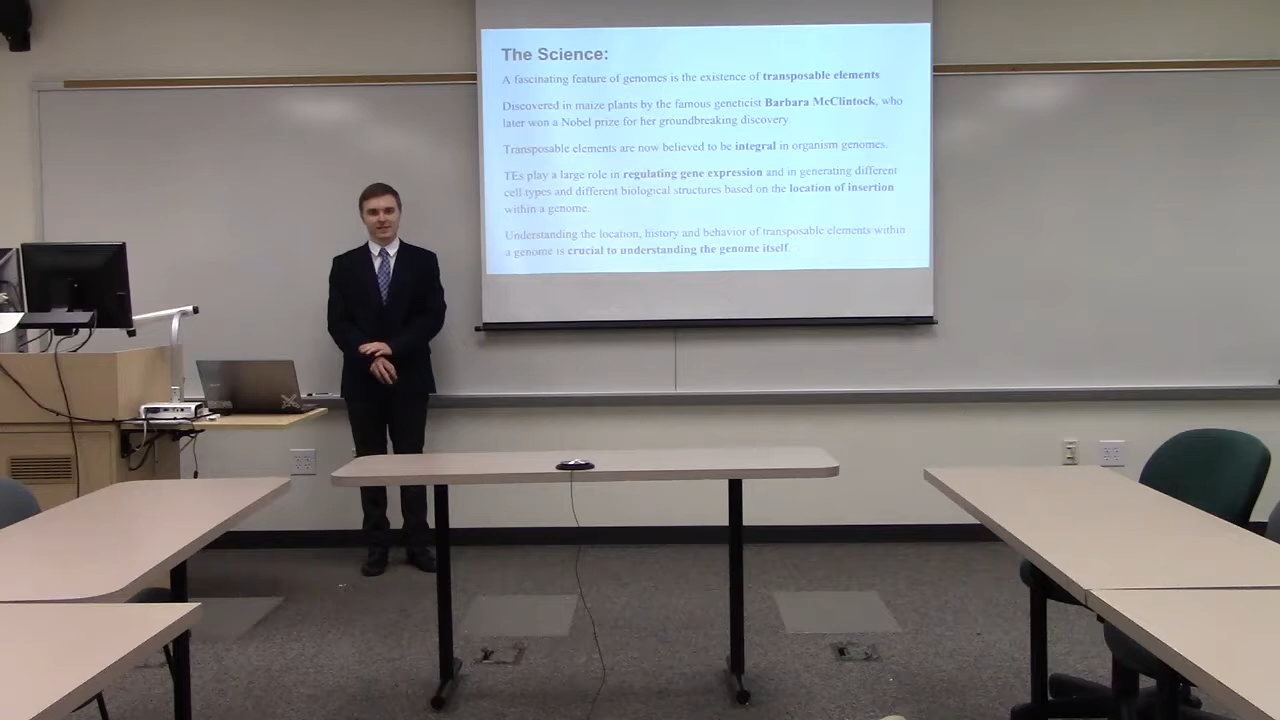 The Science:
A fascinating feature of genomes is the existence of transposable elements
Discovered in maize plants by the famous geneticist Barbara McClintock, who
later won a Nobel prize for her groundbreaking discovery.
Transposable elements are now believed to be integral in organism genomes.
TEs play a large role in regulating gene expression and in generating different
cell types and different biological structures based on the location of insertion
within a genome.
Understanding the location, history and behavior of transposable elements within
a genome is crucial to understanding the genome itself.